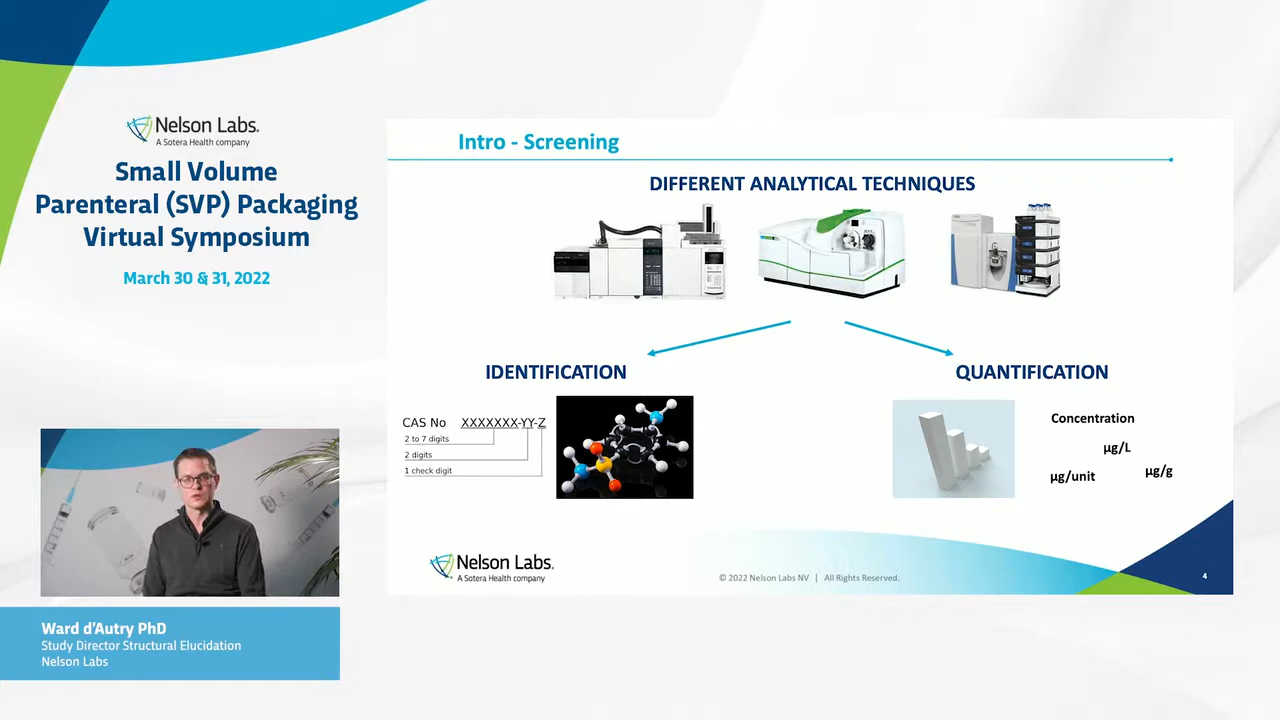 Nelson Labs.
A Sotera Health company
Small Volume
Parenteral (SVP) Packaging
Virtual Symposium
March 30 & 31, 2022
Intro - Screening
DIFFERENT ANALYTICAL TECHNIQUES
IDENTIFICATION
QUANTIFICATION
CAS No XXXXXXX-YY-Z
2 to 7 digits
2 digits
1 check digit
Concentration
µg/L
µg/unit
µg/g
Nelson Labs.
A Sotera Health company
© 2022 Nelson Labs NV | All Rights Reserved.
4
Ward d’Autry PhD
Study Director Structural Elucidation
Nelson Labs